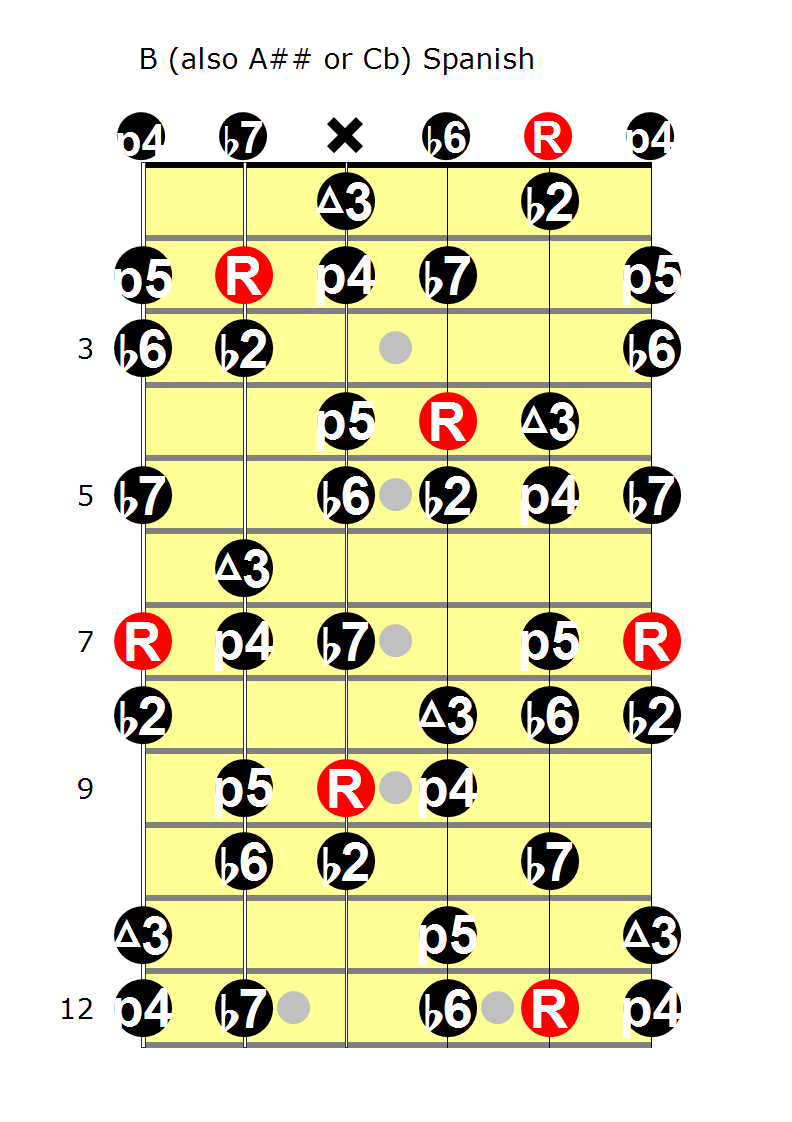 B (also A## or Cb) Spanish
p4 ♭7 × ♭6 R p4
Δ3 ♭2
p5 R p4 ♭7 p5
3 ♭6 ♭2 ♭6
p5 R Δ3
5 ♭7 ♭6 ♭2 p4 ♭7
Δ3
7 R p4 ♭7 p5 R
♭2 Δ3 ♭6 ♭2
9 p5 R p4
♭6 ♭2 ♭7
Δ3 p5 Δ3
12 p4 ♭7 ♭6 R p4